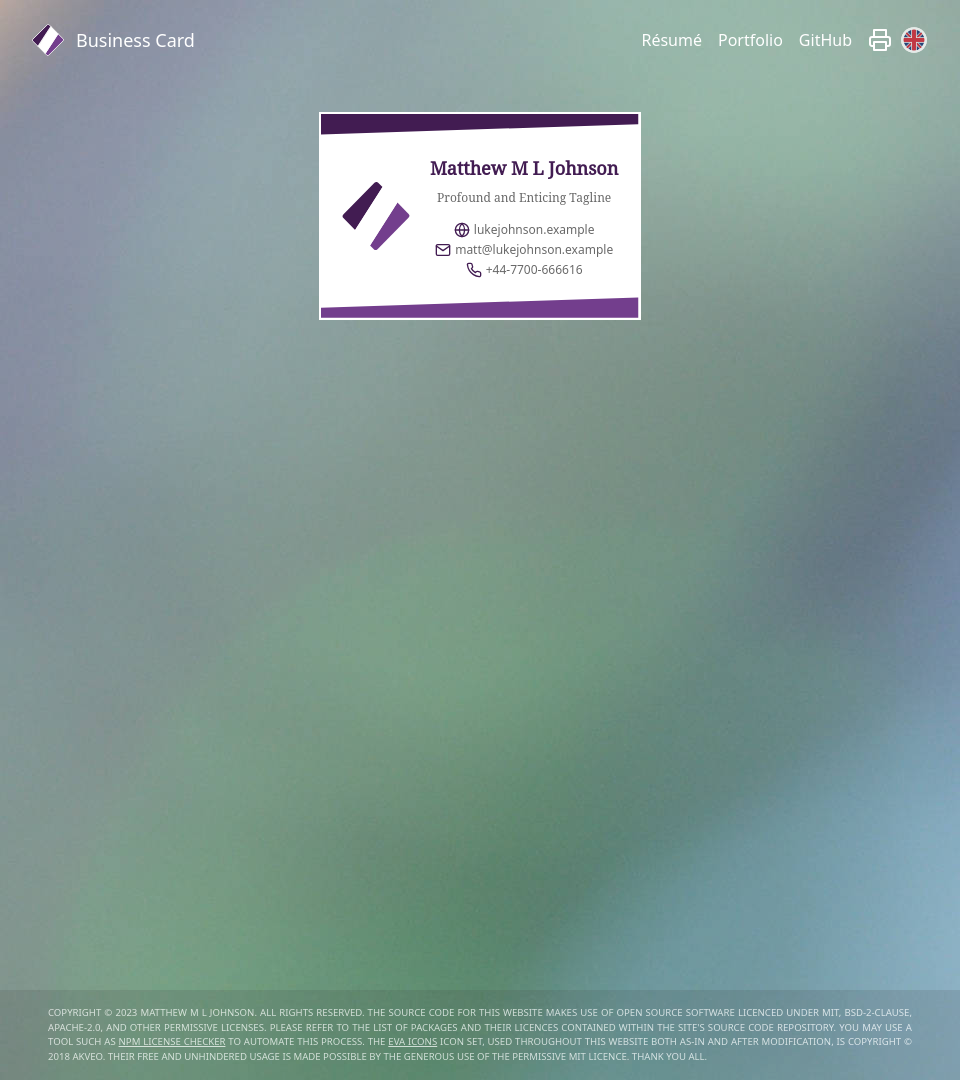 Business Card
Résumé Portfolio GitHub
Matthew M L Johnson
Profound and Enticing Tagline
lukejohnson.example
matt@lukejohnson.example
+44-7700-666616
COPYRIGHT © 2023 MATTHEW M L JOHNSON. ALL RIGHTS RESERVED. THE SOURCE CODE FOR THIS WEBSITE MAKES USE OF OPEN SOURCE SOFTWARE LICENCED UNDER MIT, BSD-2-CLAUSE,
APACHE-2.0, AND OTHER PERMISSIVE LICENSES. PLEASE REFER TO THE LIST OF PACKAGES AND THEIR LICENCES CONTAINED WITHIN THE SITE'S SOURCE CODE REPOSITORY. YOU MAY USE A
TOOL SUCH AS NPM LICENSE CHECKER TO AUTOMATE THIS PROCESS. THE EVA ICONS ICON SET, USED THROUGHOUT THIS WEBSITE BOTH AS-IN AND AFTER MODIFICATION, IS COPYRIGHT ©
2018 AKVEO. THEIR FREE AND UNHINDERED USAGE IS MADE POSSIBLE BY THE GENEROUS USE OF THE PERMISSIVE MIT LICENCE. THANK YOU ALL.